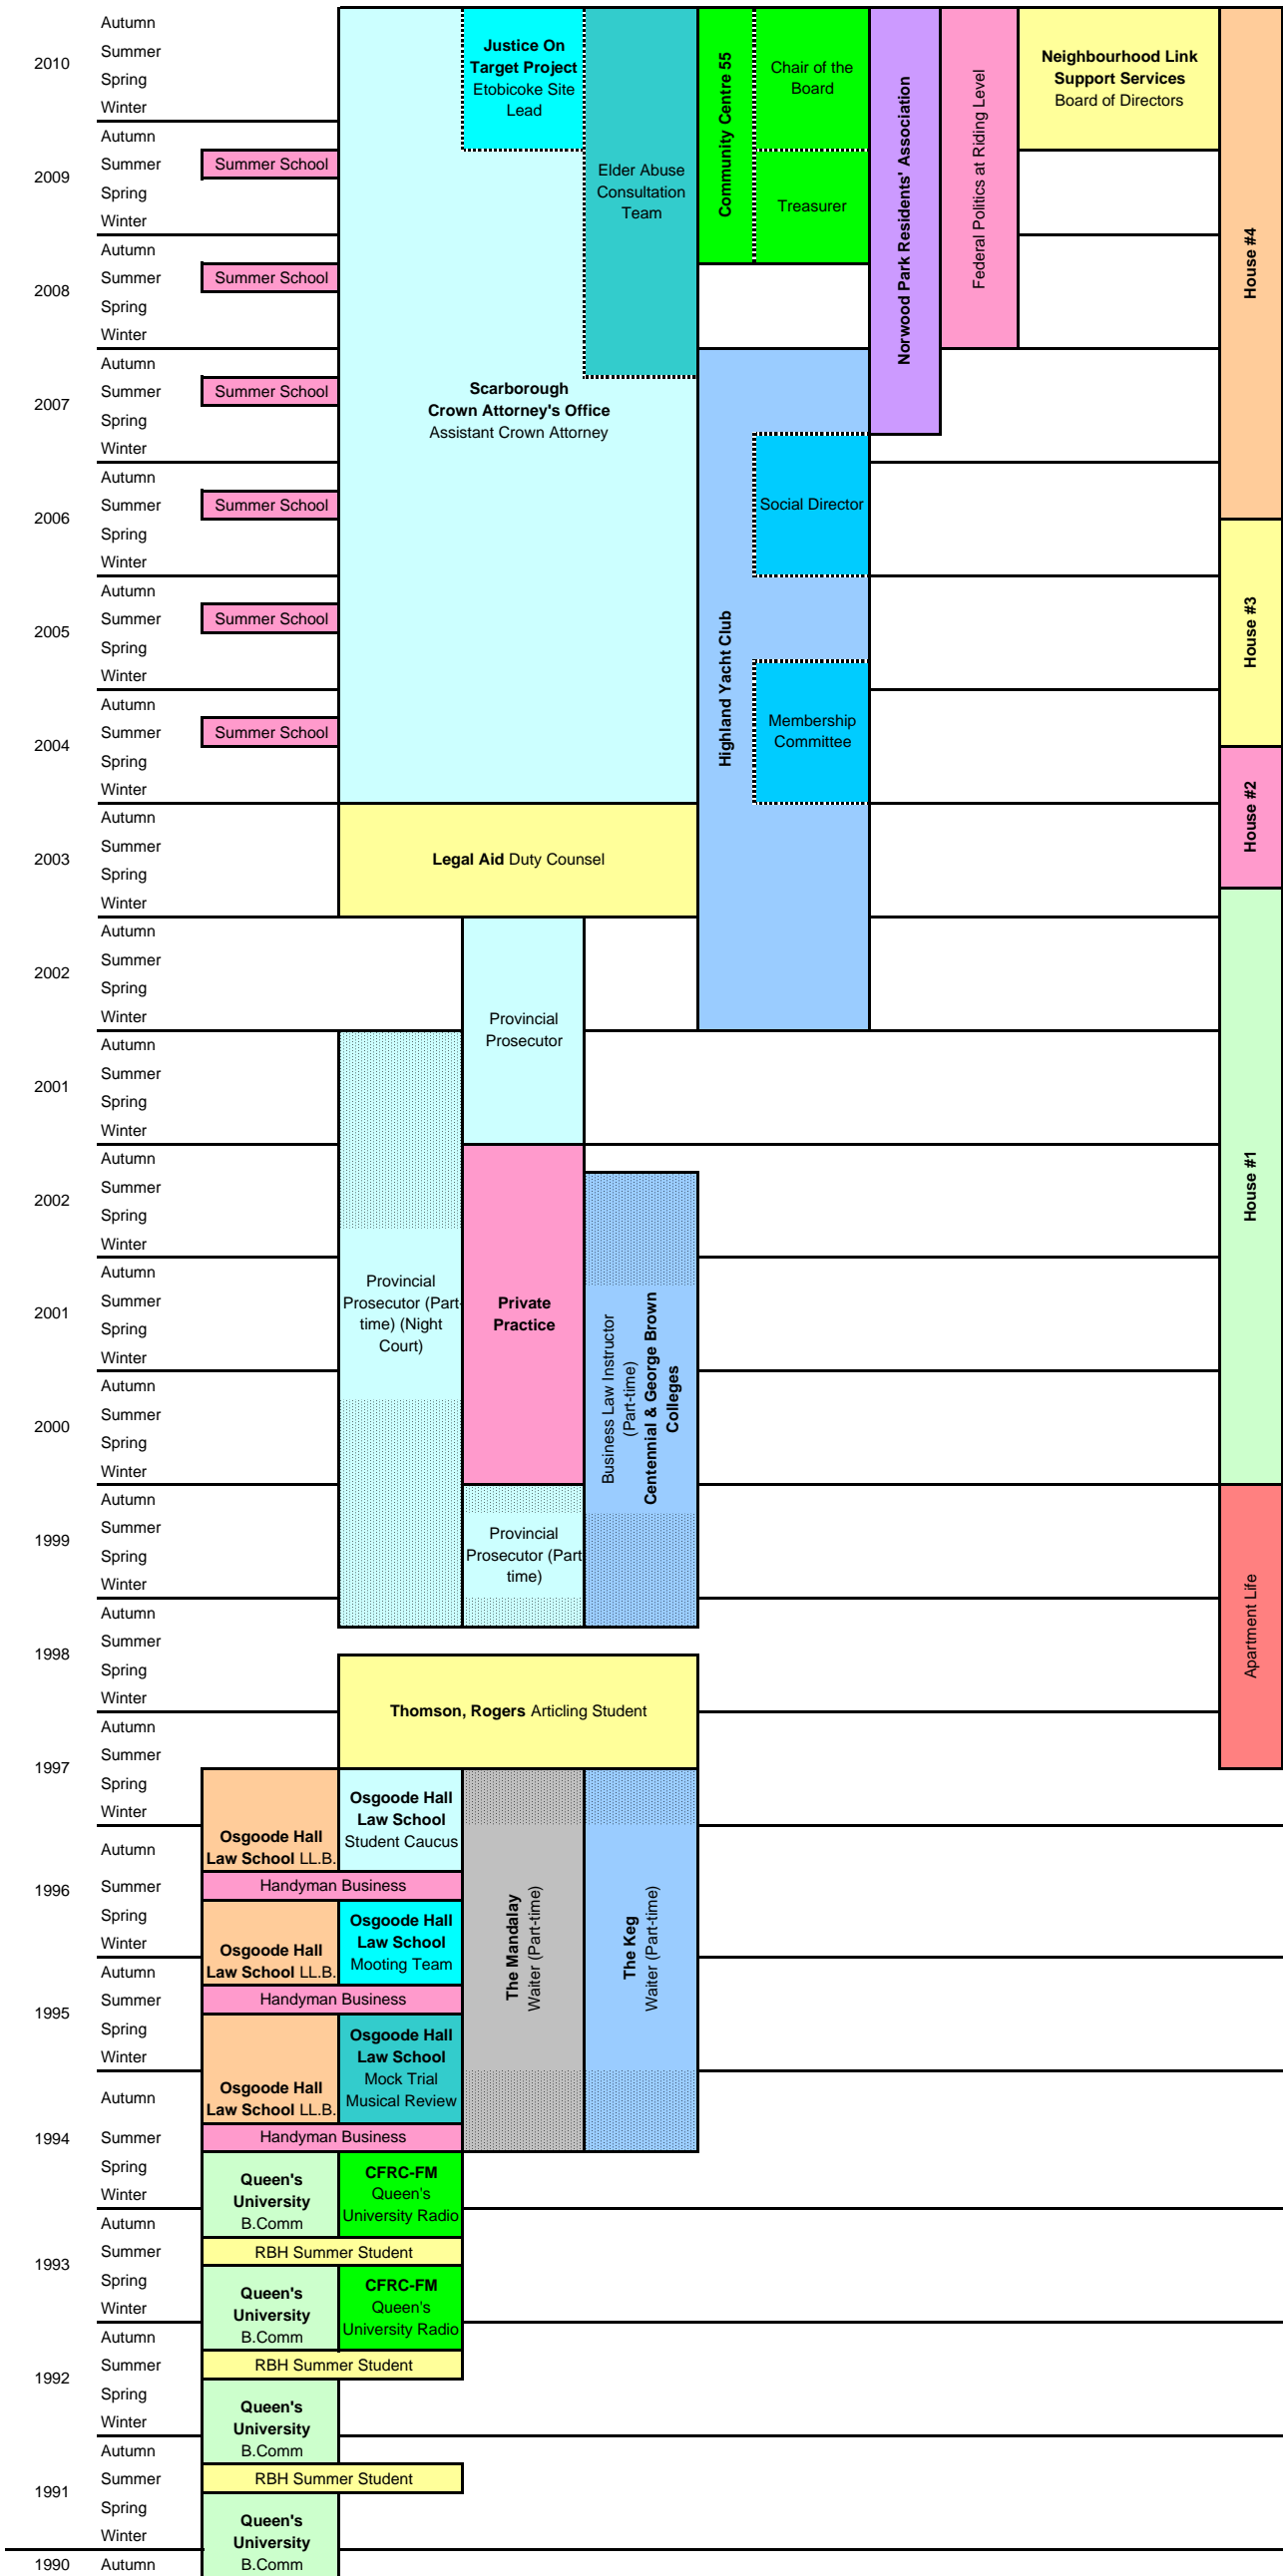 Autumn
Summer
2010
Spring
Winter
Justice On
Target Project
Etobicoke Site
Lead
Elder Abuse
Consultation
Team
Community Centre 55
Chair of the
Board
Treasurer
Norwood Park Residents' Association
Federal Politics at Riding Level
Neighbourhood Link
Support Services
Board of Directors
House #4
Autumn
Summer
2009
Spring
Winter
Summer School
Autumn
Summer
2008
Spring
Winter
Summer School
Autumn
Summer
2007
Spring
Winter
Summer School
Scarborough
Crown Attorney's Office
Assistant Crown Attorney
Autumn
Summer
2006
Spring
Winter
Summer School
Social Director
Highland Yacht Club
Autumn
Summer
2005
Spring
Winter
Summer School
House #3
Autumn
Summer
2004
Spring
Winter
Summer School
Membership
Committee
House #2
Autumn
Summer
2003
Spring
Winter
Legal Aid Duty Counsel
Autumn
Summer
2002
Spring
Winter
Provincial
Prosecutor
Autumn
Summer
2001
Spring
Winter
House #1
Autumn
Summer
2002
Spring
Winter
Autumn
Summer
2001
Spring
Winter
Provincial
Prosecutor (Part-
time) (Night
Court)
Private
Practice
Business Law Instructor
(Part-time)
Centennial & George Brown
Colleges
Autumn
Summer
2000
Spring
Winter
Autumn
Summer
1999
Spring
Winter
Provincial
Prosecutor (Part
time)
Apartment Life
Autumn
Summer
1998
Spring
Winter
Thomson, Rogers Articling Student
Autumn
Summer
1997
Spring
Winter
Osgoode Hall
Law School LL.B.
Osgoode Hall
Law School
Student Caucus
The Mandalay
Waiter (Part-time)
The Keg
Waiter (Part-time)
Autumn
1996
Summer
Spring
Winter
Handyman Business
Osgoode Hall
Law School LL.B.
Osgoode Hall
Law School
Mooting Team
Autumn
Summer
1995
Spring
Winter
Handyman Business
Osgoode Hall
Law School LL.B.
Osgoode Hall
Law School
Mock Trial
Musical Review
Autumn
1994
Summer
Spring
Winter
Handyman Business
Queen's
University
B.Comm
CFRC-FM
Queen's
University Radio
Autumn
Summer
1993
Spring
Winter
RBH Summer Student
Queen's
University
B.Comm
CFRC-FM
Queen's
University Radio
Autumn
Summer
1992
Spring
Winter
RBH Summer Student
Queen's
University
B.Comm
Autumn
Summer
1991
Spring
Winter
RBH Summer Student
Queen's
University
B.Comm
1990
Autumn